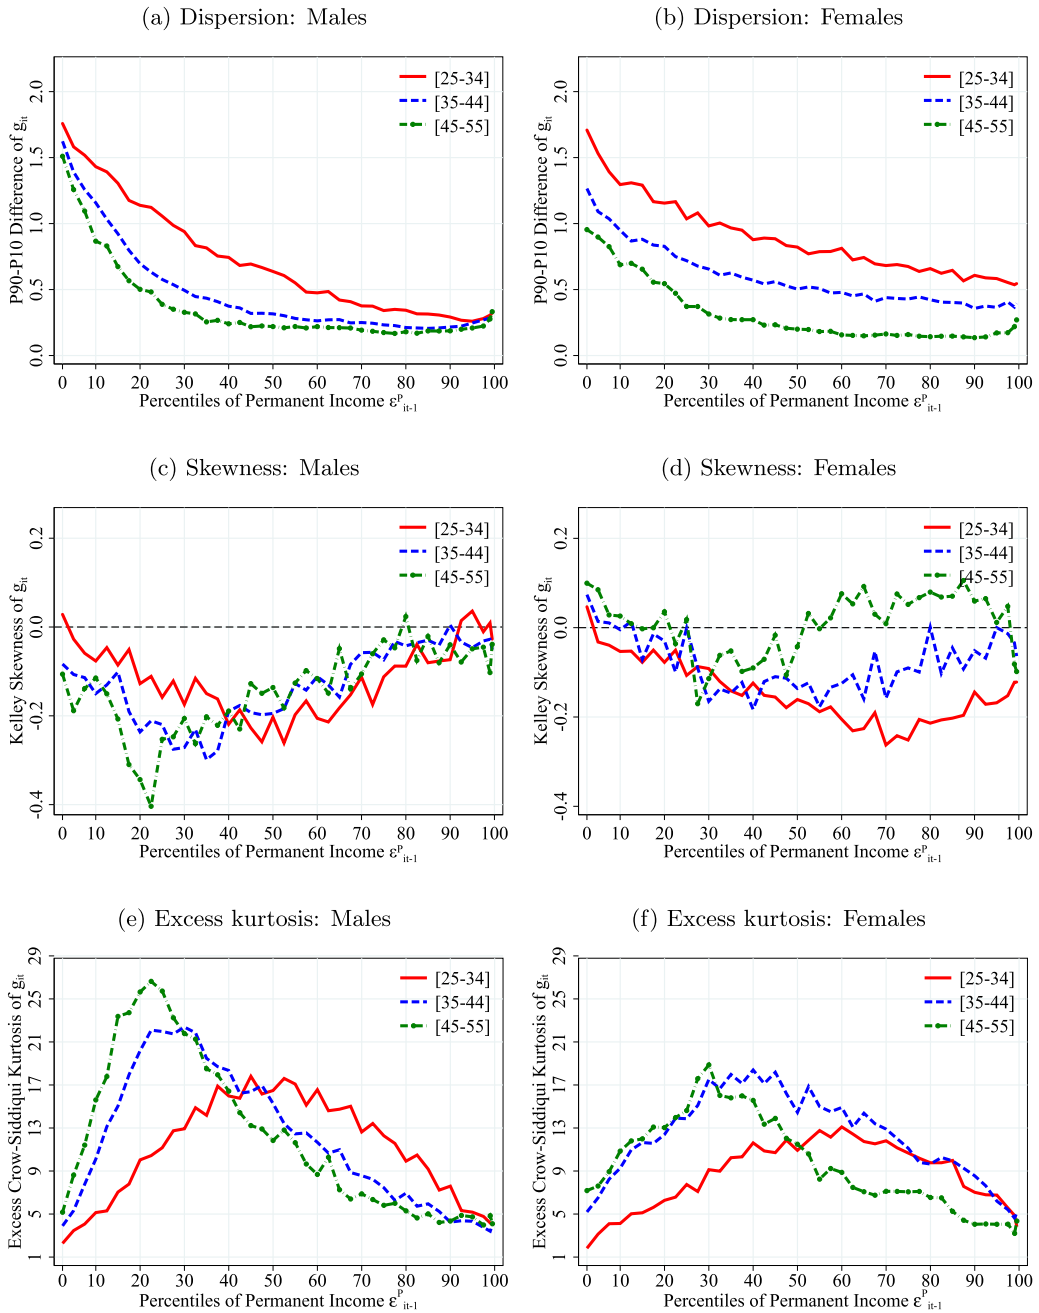 (a) Dispersion: Males
P90-P10 Difference of g_it
2.0
1.5
1.0
0.5
0.0
[25-34]
[35-44]
[45-55]
0 10 20 30 40 50 60 70 80 90 100
Percentiles of Permanent Income ε^P_it-1
(b) Dispersion: Females
P90-P10 Difference of g_it
2.0
1.5
1.0
0.5
0.0
[25-34]
[35-44]
[45-55]
0 10 20 30 40 50 60 70 80 90 100
Percentiles of Permanent Income ε^P_it-1
(c) Skewness: Males
Kelley Skewness of g_it
0.2
0.0
-0.2
-0.4
[25-34]
[35-44]
[45-55]
0 10 20 30 40 50 60 70 80 90 100
Percentiles of Permanent Income ε^P_it-1
(d) Skewness: Females
Kelley Skewness of g_it
0.2
0.0
-0.2
-0.4
[25-34]
[35-44]
[45-55]
0 10 20 30 40 50 60 70 80 90 100
Percentiles of Permanent Income ε^P_it-1
(e) Excess kurtosis: Males
Excess Crow-Siddiqui Kurtosis of g_it
29
25
21
17
13
9
5
1
[25-34]
[35-44]
[45-55]
0 10 20 30 40 50 60 70 80 90 100
Percentiles of Permanent Income ε^P_it-1
(f) Excess kurtosis: Females
Excess Crow-Siddiqui Kurtosis of g_it
29
25
21
17
13
9
5
1
[25-34]
[35-44]
[45-55]
0 10 20 30 40 50 60 70 80 90 100
Percentiles of Permanent Income ε^P_it-1